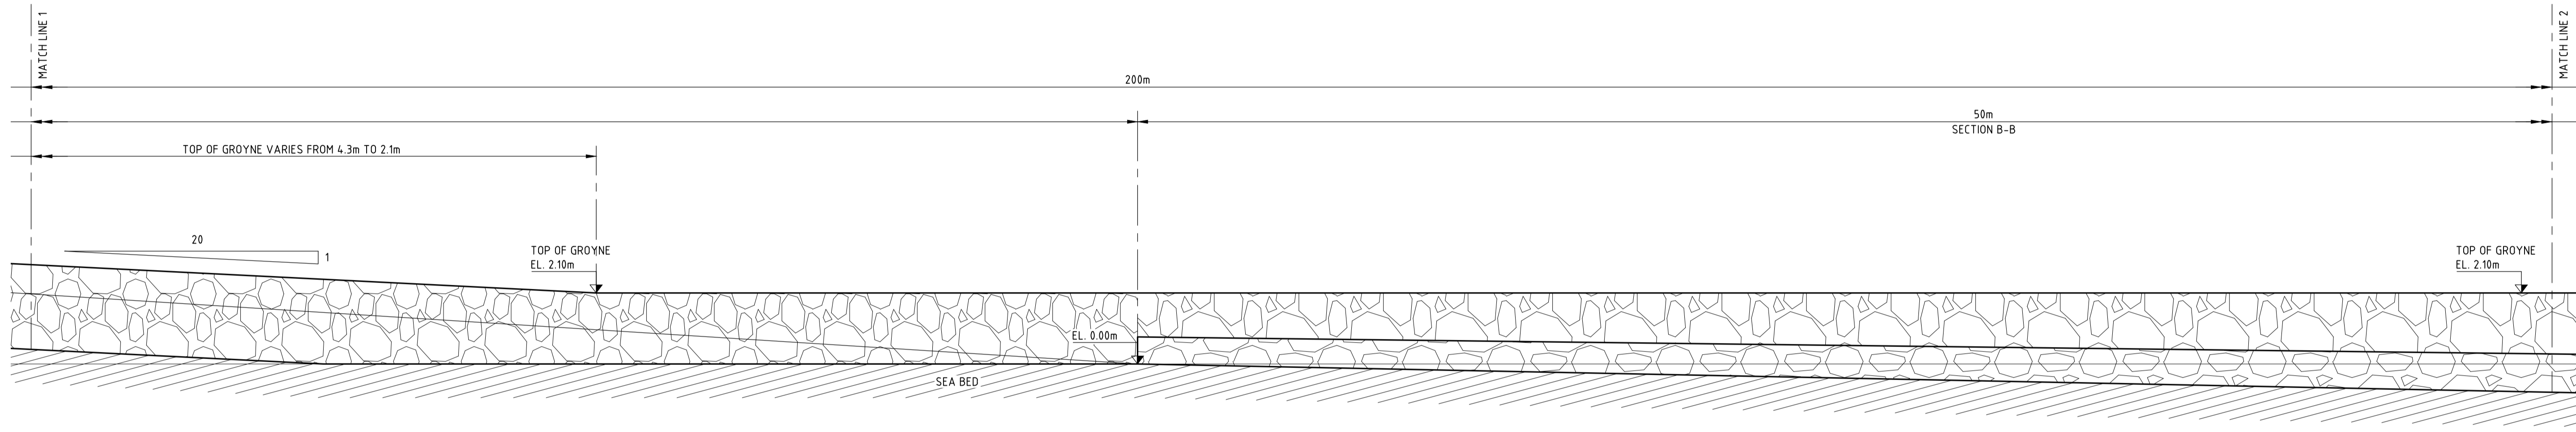 MATCH LINE 1
MATCH LINE 2
200m
50m
SECTION B-B
TOP OF GROYNE VARIES FROM 4.3m TO 2.1m
20
1
TOP OF GROYNE
EL. 2.10m
TOP OF GROYNE
EL. 2.10m
EL. 0.00m
SEA BED